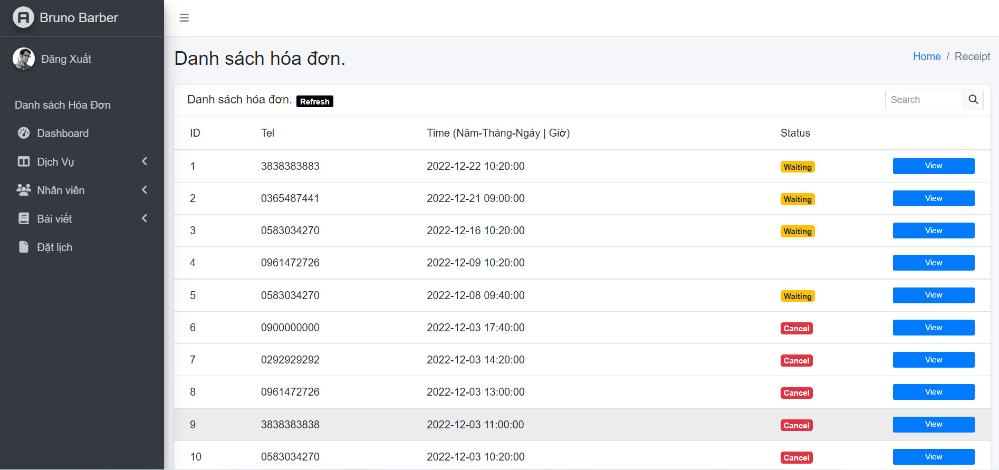 Bruno Barber
Đăng Xuất
Danh sách Hóa Đơn
Dashboard
Dịch Vụ
Nhân viên
Bài viết
Đặt lịch
Danh sách hóa đơn.
Home / Receipt
Danh sách hóa đơn. Refresh
Search
ID Tel Time (Năm-Tháng-Ngày | Giờ) Status
1 3838383883 2022-12-22 10:20:00 Waiting View
2 0365487441 2022-12-21 09:00:00 Waiting View
3 0583034270 2022-12-16 10:20:00 Waiting View
4 0961472726 2022-12-09 10:20:00 View
5 0583034270 2022-12-08 09:40:00 Waiting View
6 0900000000 2022-12-03 17:40:00 Cancel View
7 0292929292 2022-12-03 14:20:00 Cancel View
8 0961472726 2022-12-03 13:00:00 Cancel View
9 3838383838 2022-12-03 11:00:00 Cancel View
10 0583034270 2022-12-03 10:20:00 Cancel View